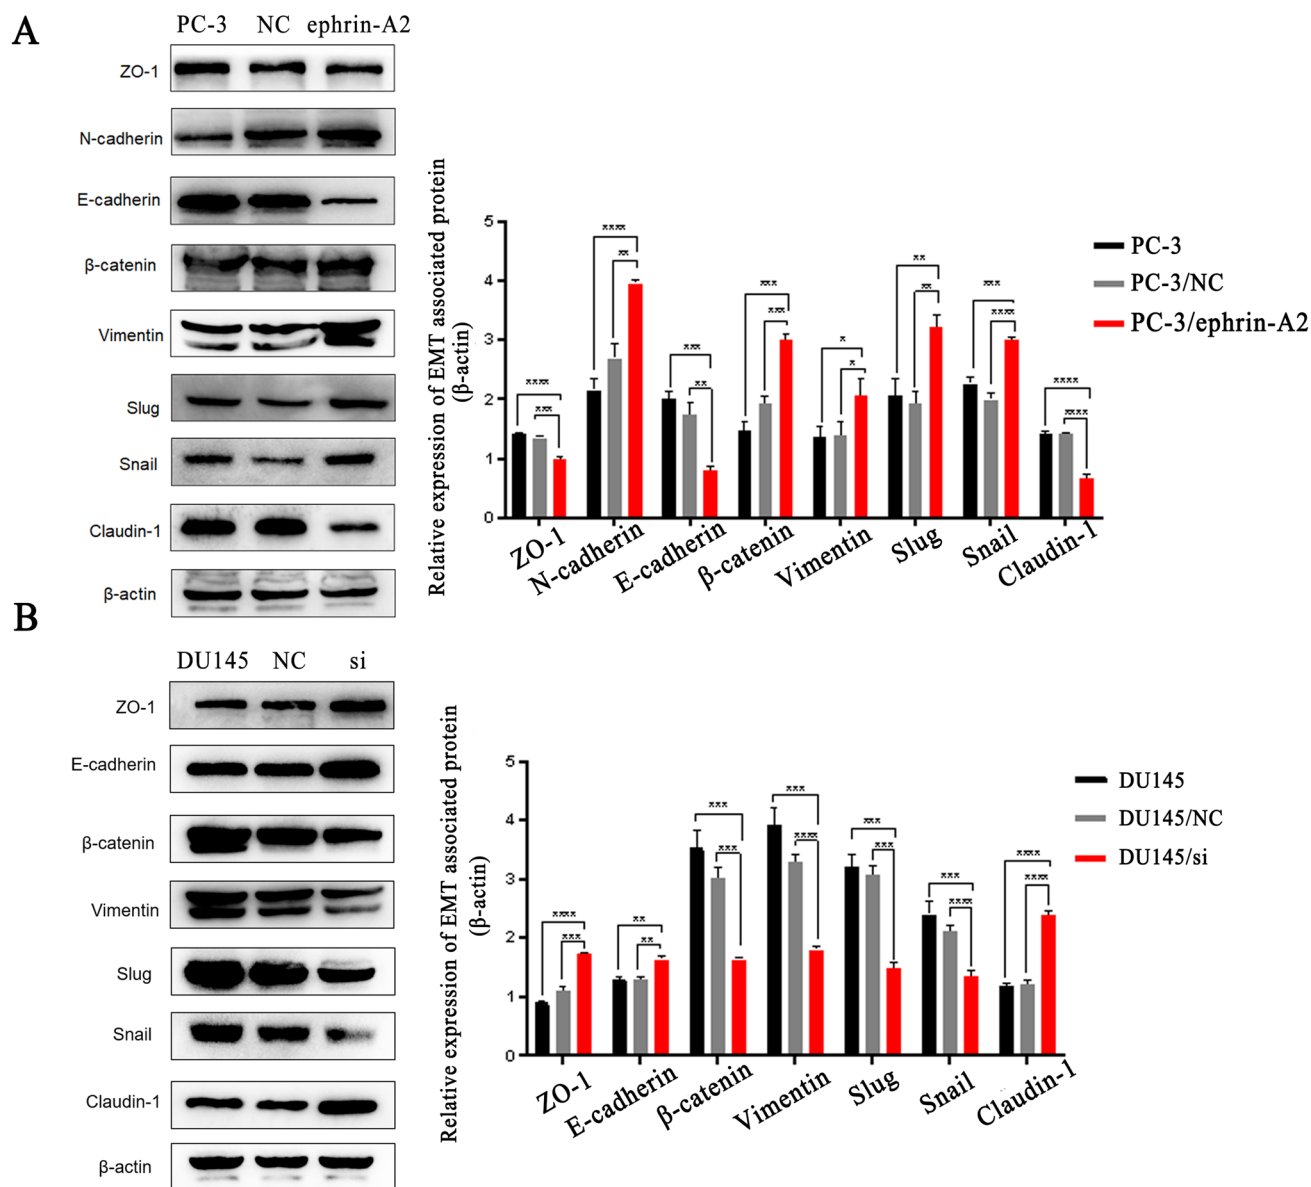 A
PC-3 NC ephrin-A2
ZO-1
N-cadherin
E-cadherin
β-catenin
Vimentin
Slug
Snail
Claudin-1
β-actin
Relative expression of EMT associated protein
(β-actin)
5
4
3
2
1
0
**** ***
**** **
*** **
*** ***
* *
** **
*** ****
**** ****
ZO-1
N-cadherin
E-cadherin
β-catenin
Vimentin
Slug
Snail
Claudin-1
PC-3
PC-3/NC
PC-3/ephrin-A2
B
DU145 NC si
ZO-1
E-cadherin
β-catenin
Vimentin
Slug
Snail
Claudin-1
β-actin
Relative expression of EMT associated protein
(β-actin)
5
4
3
2
1
0
**** ***
** **
*** ***
*** ****
*** ***
*** ****
**** ****
ZO-1
E-cadherin
β-catenin
Vimentin
Slug
Snail
Claudin-1
DU145
DU145/NC
DU145/si